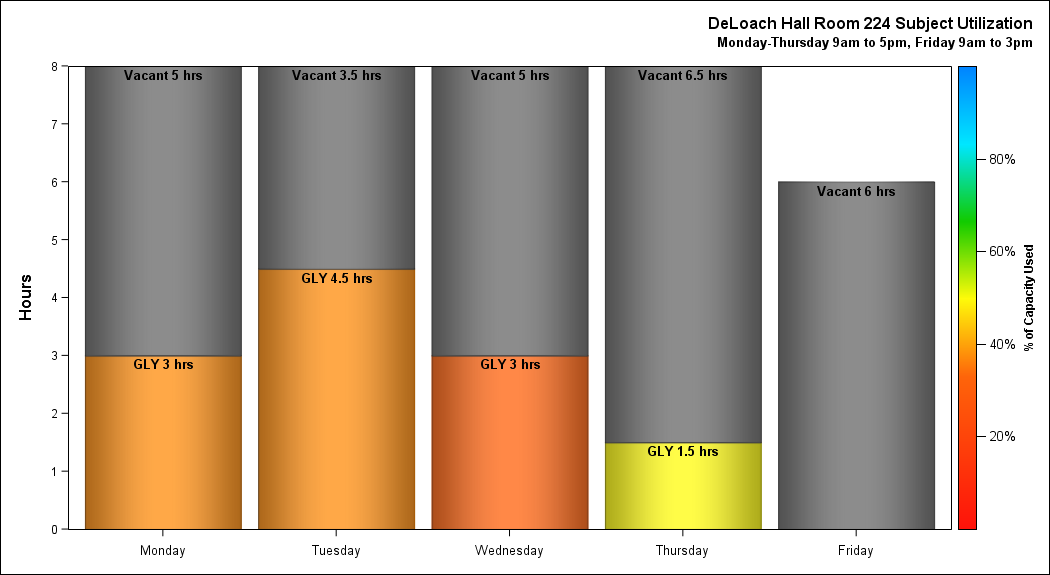 DeLoach Hall Room 224 Subject Utilization
Monday-Thursday 9am to 5pm, Friday 9am to 3pm
Hours
8
7
6
5
4
3
2
1
0
Vacant 5 hrs
GLY 3 hrs
Vacant 3.5 hrs
GLY 4.5 hrs
Vacant 5 hrs
GLY 3 hrs
Vacant 6.5 hrs
GLY 1.5 hrs
Vacant 6 hrs
Monday
Tuesday
Wednesday
Thursday
Friday
80%
60%
40%
20%
% of Capacity Used